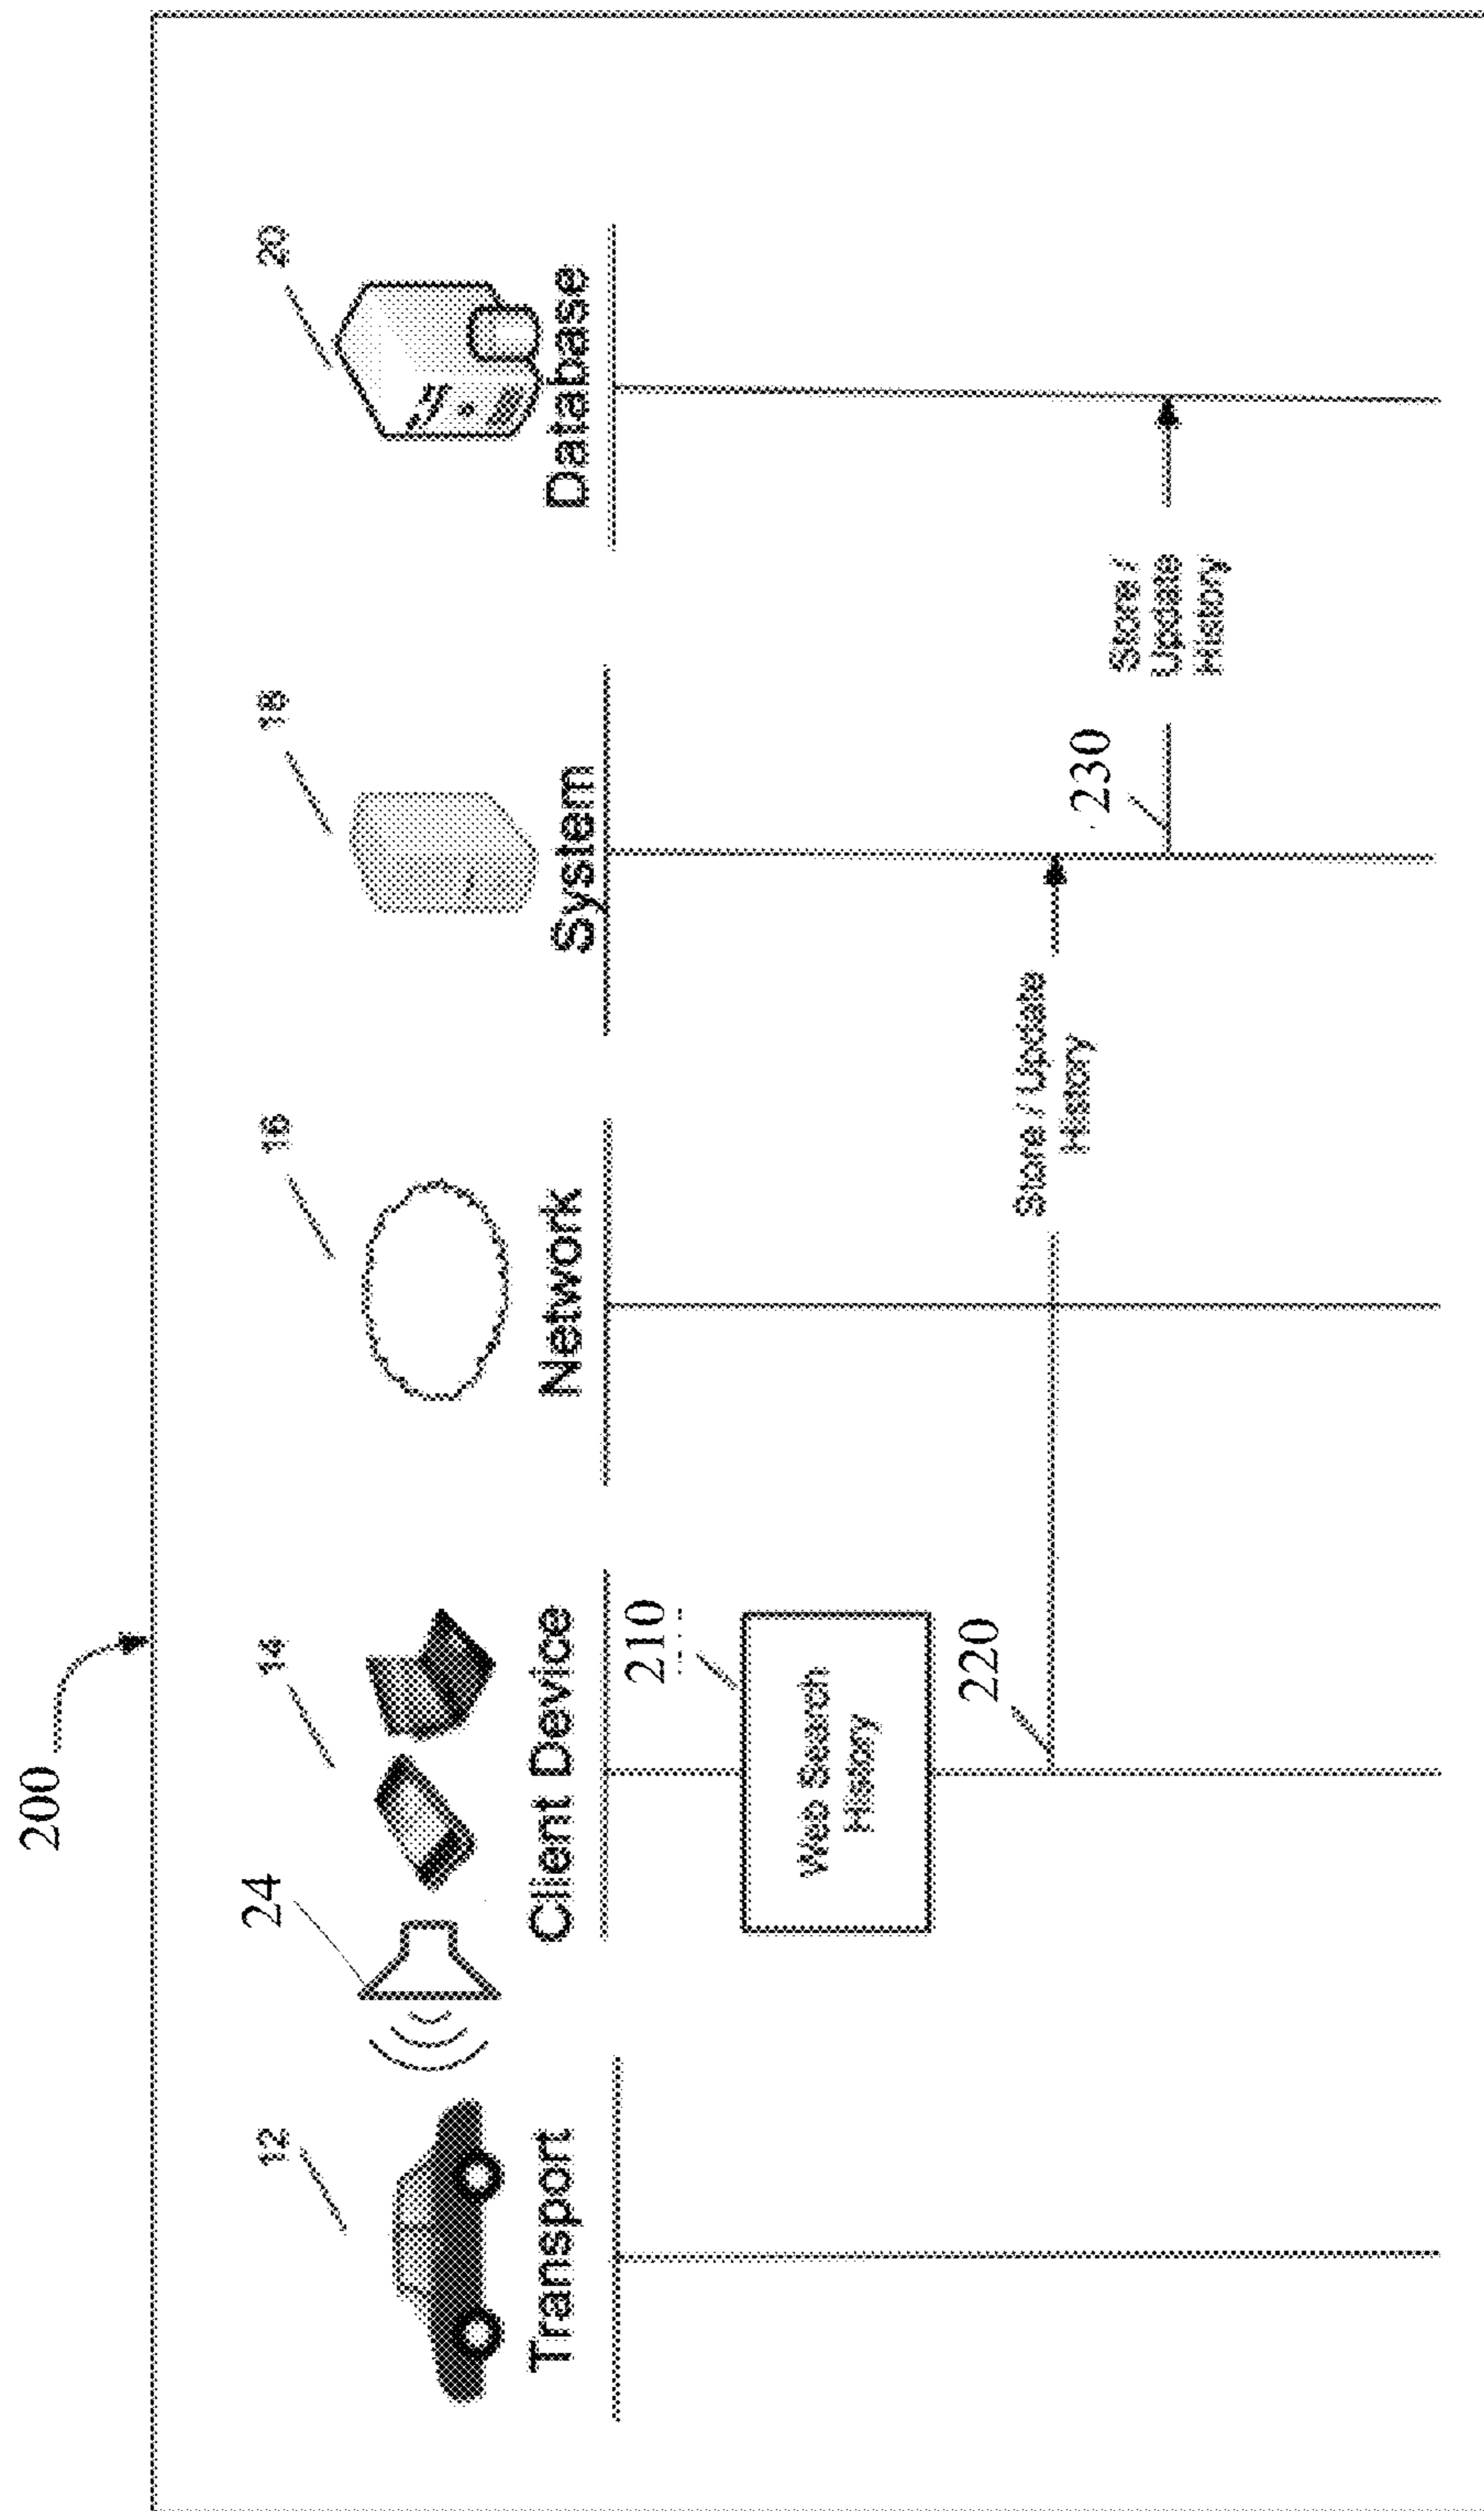 200
12
24
14
16
18
20
Transport
Client Device
Network
System
Database
210
Web Search
History
220
Store / Update
History
230
Store /
Update
History